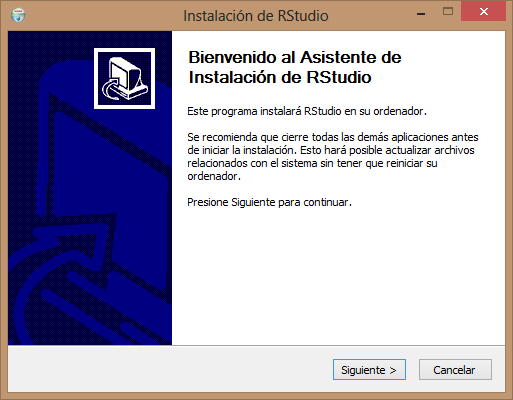 Instalación de RStudio
Bienvenido al Asistente de
Instalación de RStudio
Este programa instalará RStudio en su ordenador.
Se recomienda que cierre todas las demás aplicaciones antes
de iniciar la instalación. Esto hará posible actualizar archivos
relacionados con el sistema sin tener que reiniciar su
ordenador.
Presione Siguiente para continuar.
Siguiente >
Cancelar